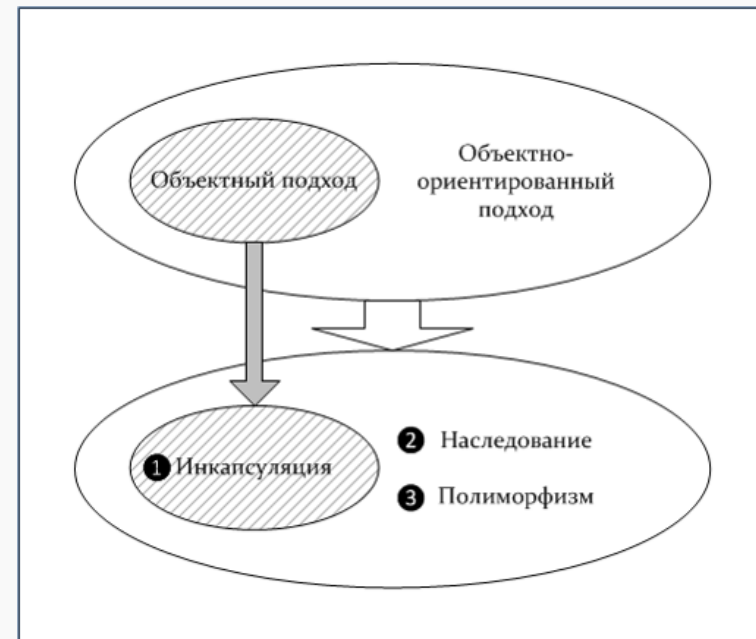 Объектный подход
Объектно-
ориентированный
подход
1 Инкапсуляция
2 Наследование
3 Полиморфизм